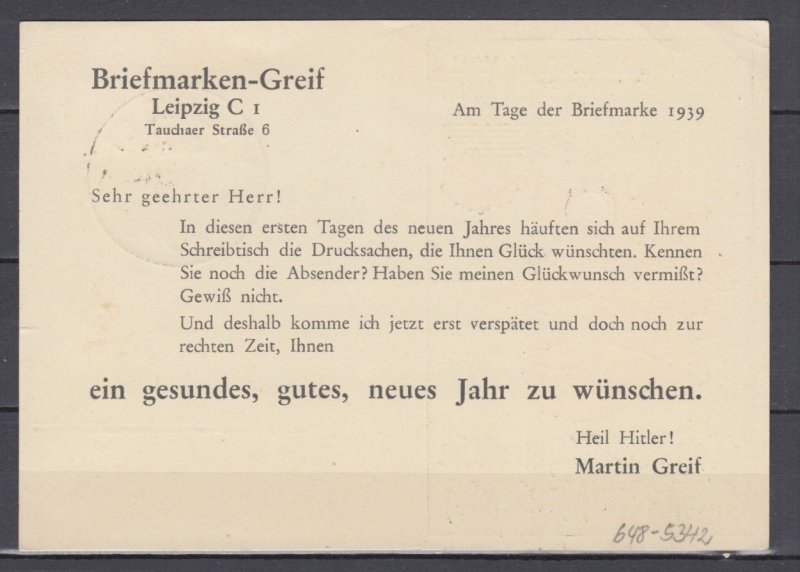 Briefmarken-Greif
Leipzig C 1
Tauchaer Straße 6
Am Tage der Briefmarke 1939
Sehr geehrter Herr!
In diesen ersten Tagen des neuen Jahres häuften sich auf Ihrem
Schreibtisch die Drucksachen, die Ihnen Glück wünschten. Kennen
Sie noch die Absender? Haben Sie meinen Glückwunsch vermißt?
Gewiß nicht.
Und deshalb komme ich jetzt erst verspätet und doch noch zur
rechten Zeit, Ihnen
ein gesundes, gutes, neues Jahr zu wünschen.
Heil Hitler!
Martin Greif
648-5342